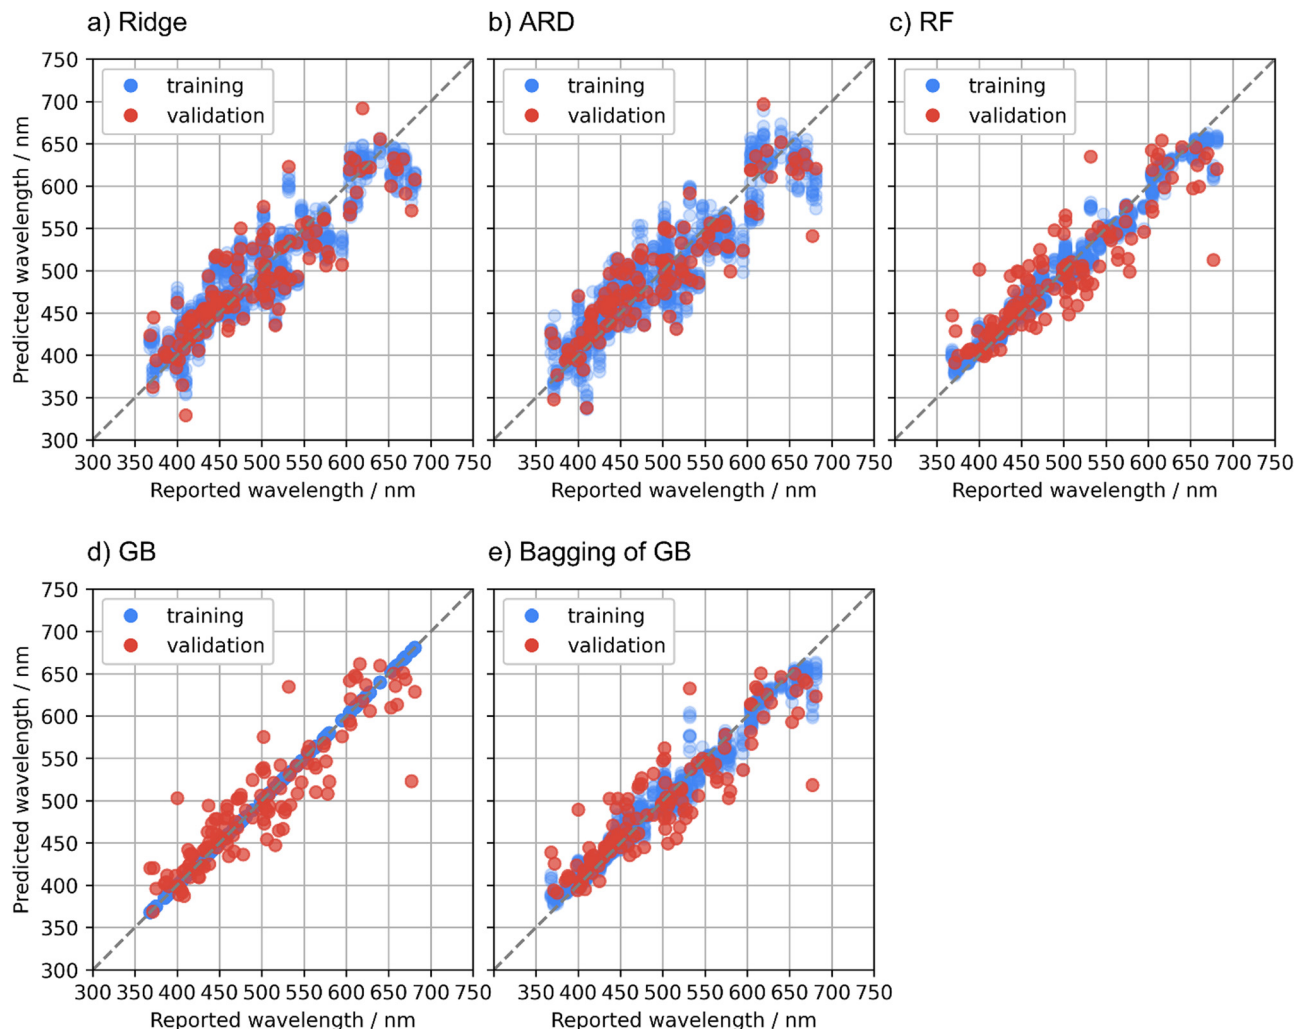 a) Ridge
b) ARD
c) RF
750
700
650
600
550
500
450
400
350
300
Predicted wavelength / nm
training
validation
training
validation
training
validation
300 350 400 450 500 550 600 650 700 750
350 400 450 500 550 600 650 700 750
350 400 450 500 550 600 650 700 750
Reported wavelength / nm
Reported wavelength / nm
Reported wavelength / nm
d) GB
e) Bagging of GB
750
700
650
600
550
500
450
400
350
300
Predicted wavelength / nm
training
validation
training
validation
300 350 400 450 500 550 600 650 700 750
400 450 500 550 600 650 700 750
Reported wavelength / nm
Reported wavelength / nm